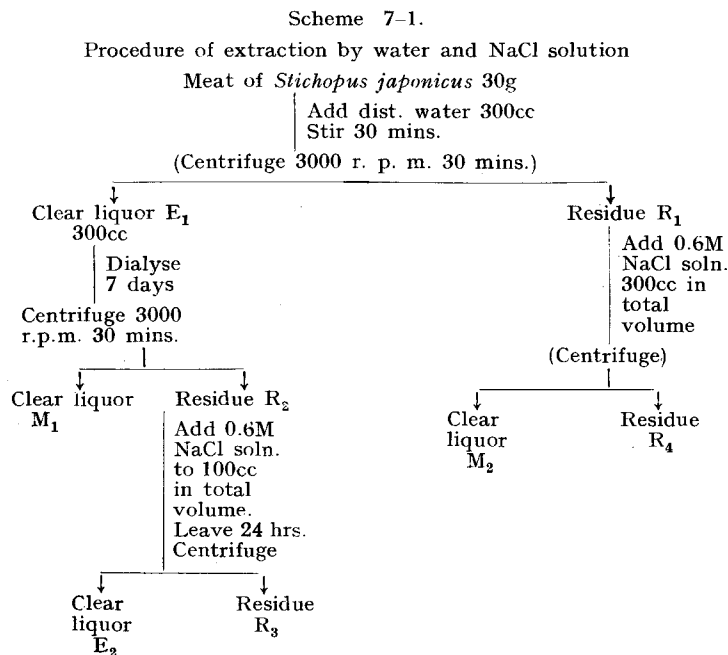 Scheme 7–1.
Procedure of extraction by water and NaCl solution
Meat of Stichopus japonicus 30g
Add dist. water 300cc
Stir 30 mins.
(Centrifuge 3000 r. p. m. 30 mins.)
Clear liquor E₁
300cc
Dialyse
7 days
Centrifuge 3000
r.p.m. 30 mins.
Clear liquor
M₁
Residue R₂
Add 0.6M
NaCl soln.
to 100cc
in total
volume.
Leave 24 hrs.
Centrifuge
Clear
liquor
E₂
Residue
R₃
Residue R₁
Add 0.6M
NaCl soln.
300cc in
total
volume
(Centrifuge)
Clear
liquor
M₂
Residue
R₄